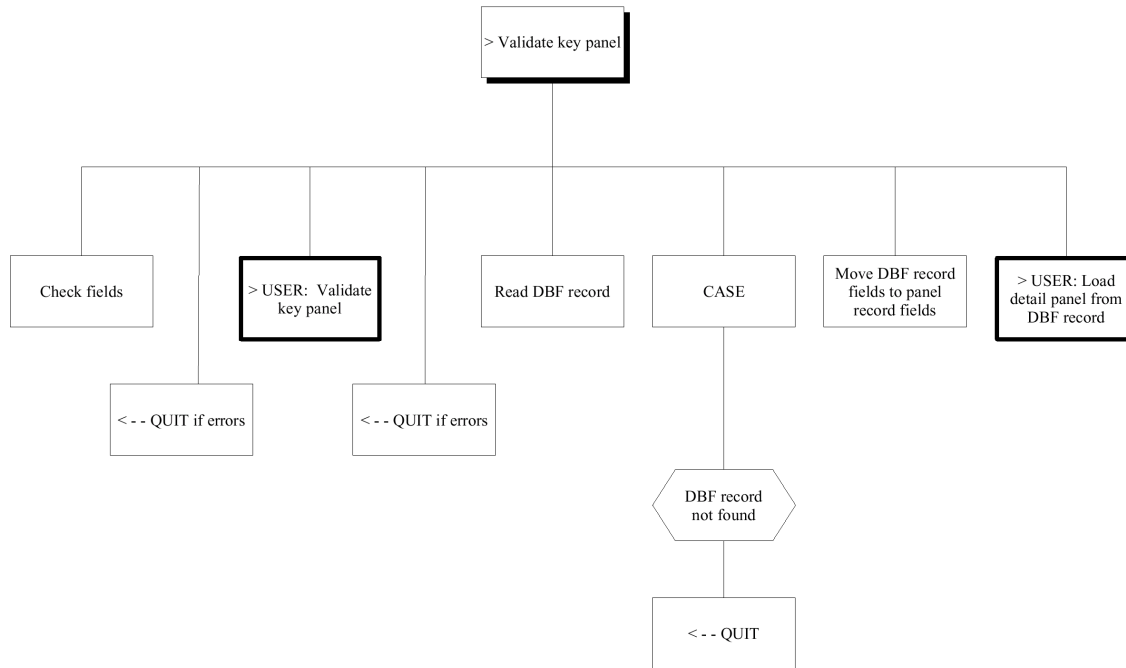 > Validate key panel
Check fields
> USER: Validate
key panel
Read DBF record
CASE
Move DBF record
fields to panel
record fields
> USER: Load
detail panel from
DBF record
< - - QUIT if errors
< - - QUIT if errors
DBF record
not found
< - - QUIT